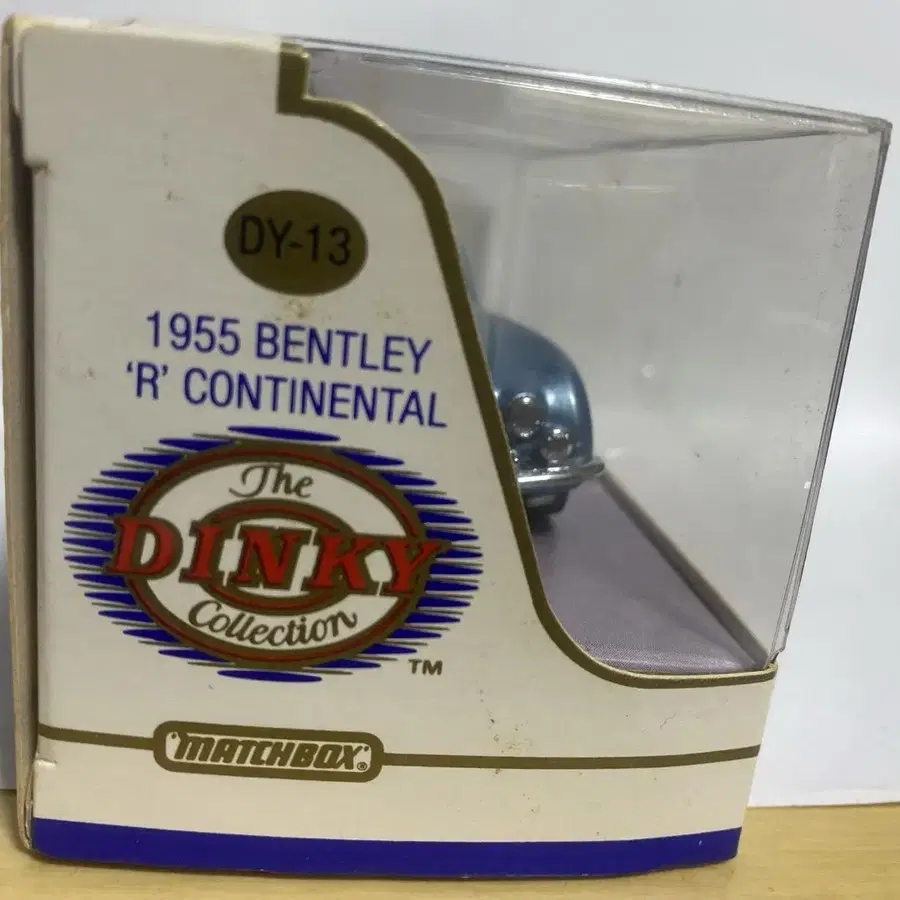 DY-13
1955 BENTLEY
‘R’ CONTINENTAL
The
DINKY
Collection
TM
MATCHBOX®